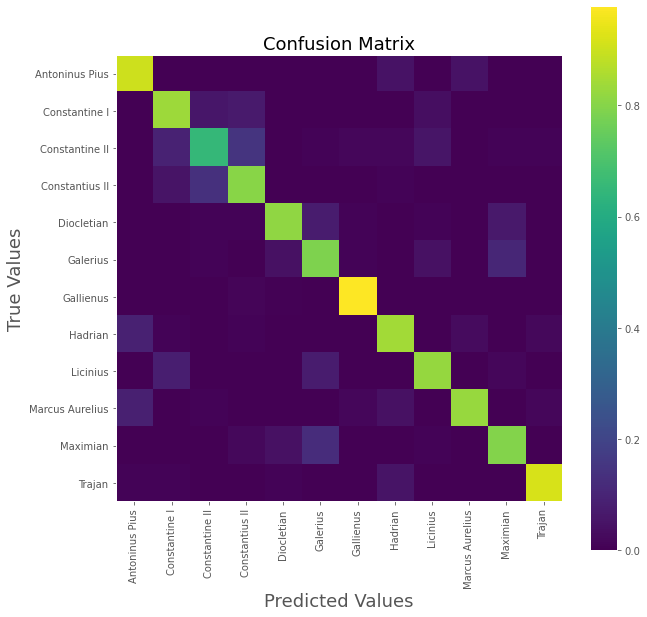 Confusion Matrix
True Values
Antoninus Pius
Constantine I
Constantine II
Constantius II
Diocletian
Galerius
Gallienus
Hadrian
Licinius
Marcus Aurelius
Maximian
Trajan
Antoninus Pius
Constantine I
Constantine II
Constantius II
Diocletian
Galerius
Gallienus
Hadrian
Licinius
Marcus Aurelius
Maximian
Trajan
Predicted Values
0.8
0.6
0.4
0.2
0.0